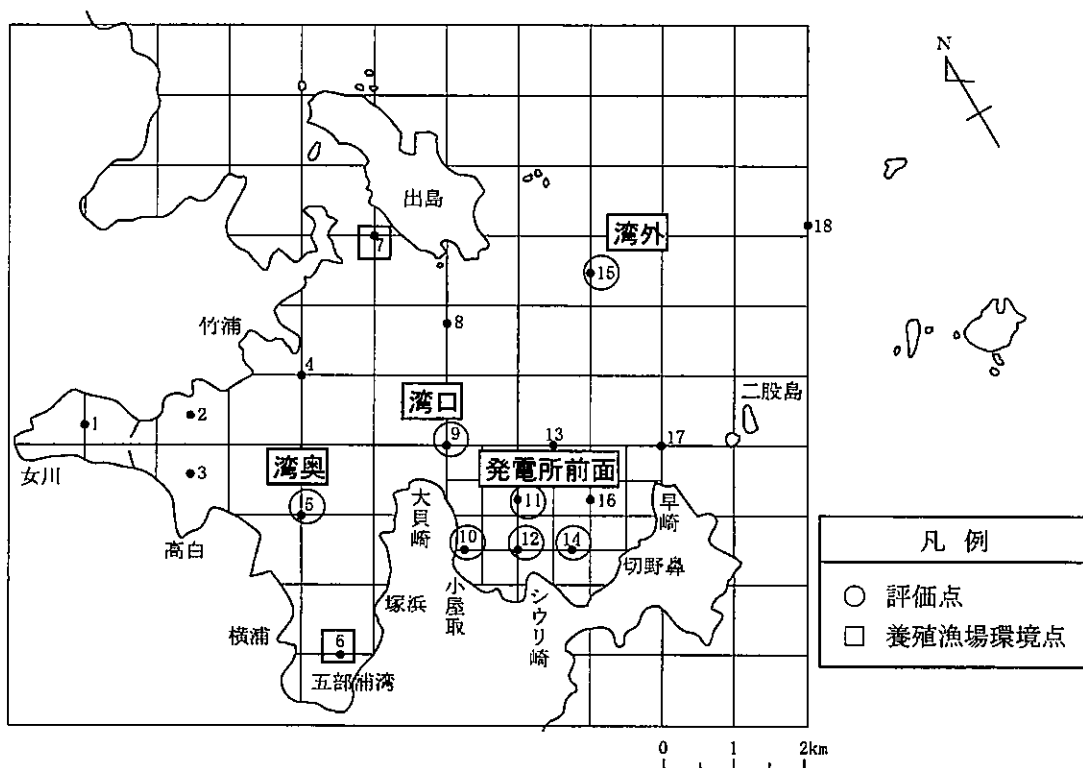 N
出島
湾外
18
7
15
竹浦
8
4
二股島
湾口
1
2
9
13
17
女川
3
湾奥
発電所前面
5
大貝崎
11
16
早崎
高白
10
12
14
切野鼻
塚浜
小屋取
シウリ崎
横浦
6
五部浦湾
凡例
○ 評価点
□ 養殖漁場環境点
0 1 2km